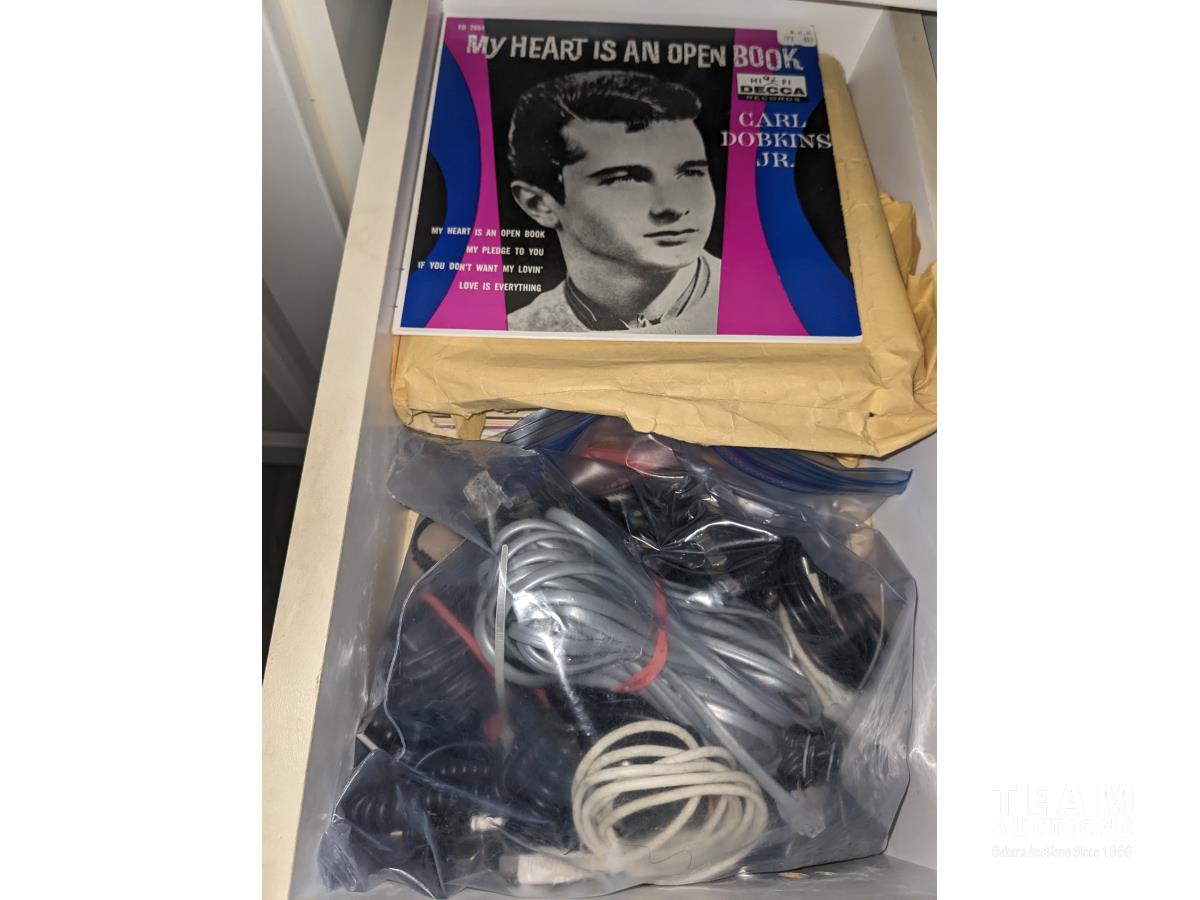 ED 2664
MY HEART IS AN OPEN BOOK
HI FI
DECCA
RECORDS
CARL
DOBKINS
JR.
MY HEART IS AN OPEN BOOK
MY PLEDGE TO YOU
IF YOU DON'T WANT MY LOVIN'
LOVE IS EVERYTHING
TEAM
AUCTIONS
Sekura Auctions Since 1966